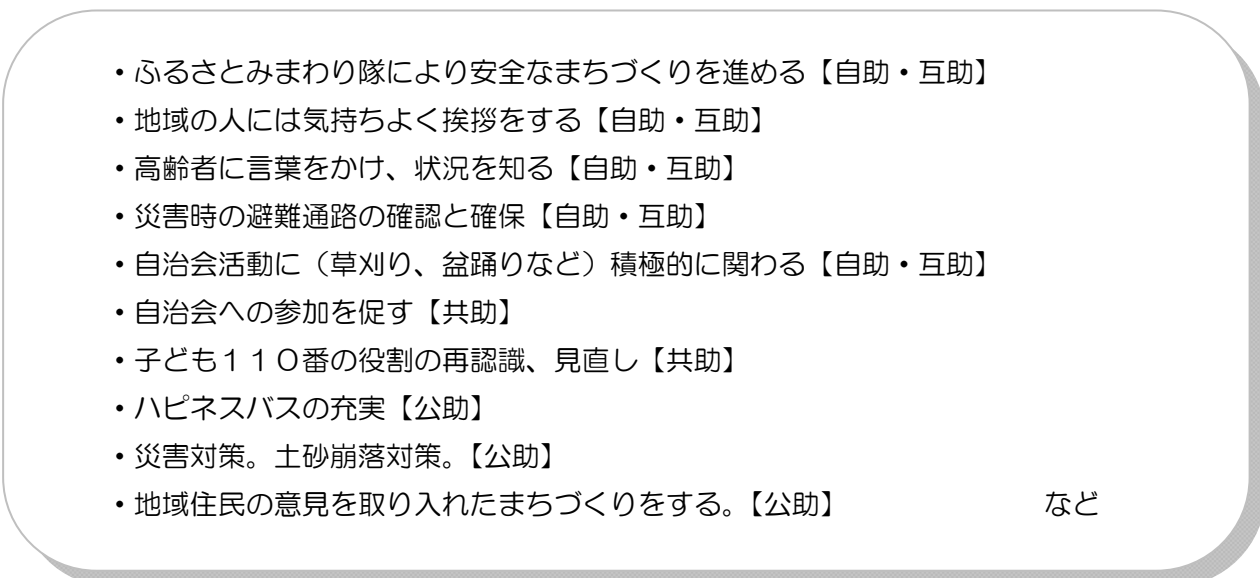 ・ふるさとみまわり隊により安全なまちづくりを進める【自助・互助】
・地域の人には気持ちよく挨拶をする【自助・互助】
・高齢者に言葉をかけ、状況を知る【自助・互助】
・災害時の避難通路の確認と確保【自助・互助】
・自治会活動に（草刈り、盆踊りなど）積極的に関わる【自助・互助】
・自治会への参加を促す【共助】
・子ども１１０番の役割の再認識、見直し【共助】
・ハピネスバスの充実【公助】
・災害対策。土砂崩落対策。【公助】
・地域住民の意見を取り入れたまちづくりをする。【公助】　など